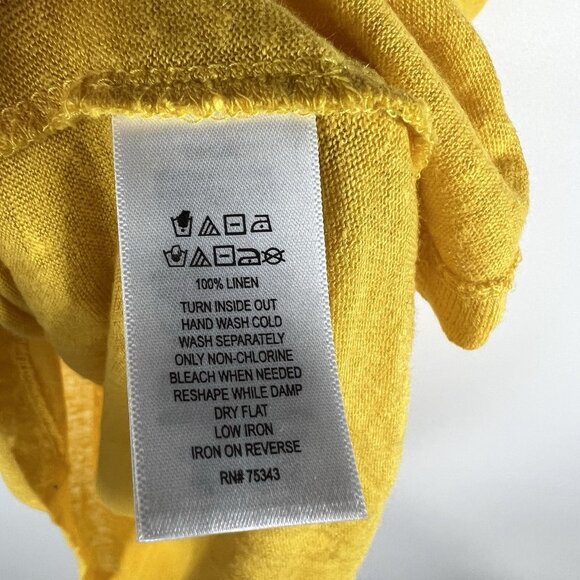 100% LINEN
TURN INSIDE OUT
HAND WASH COLD
WASH SEPARATELY
ONLY NON-CHLORINE
BLEACH WHEN NEEDED
RESHAPE WHILE DAMP
DRY FLAT
LOW IRON
IRON ON REVERSE
RN# 75343